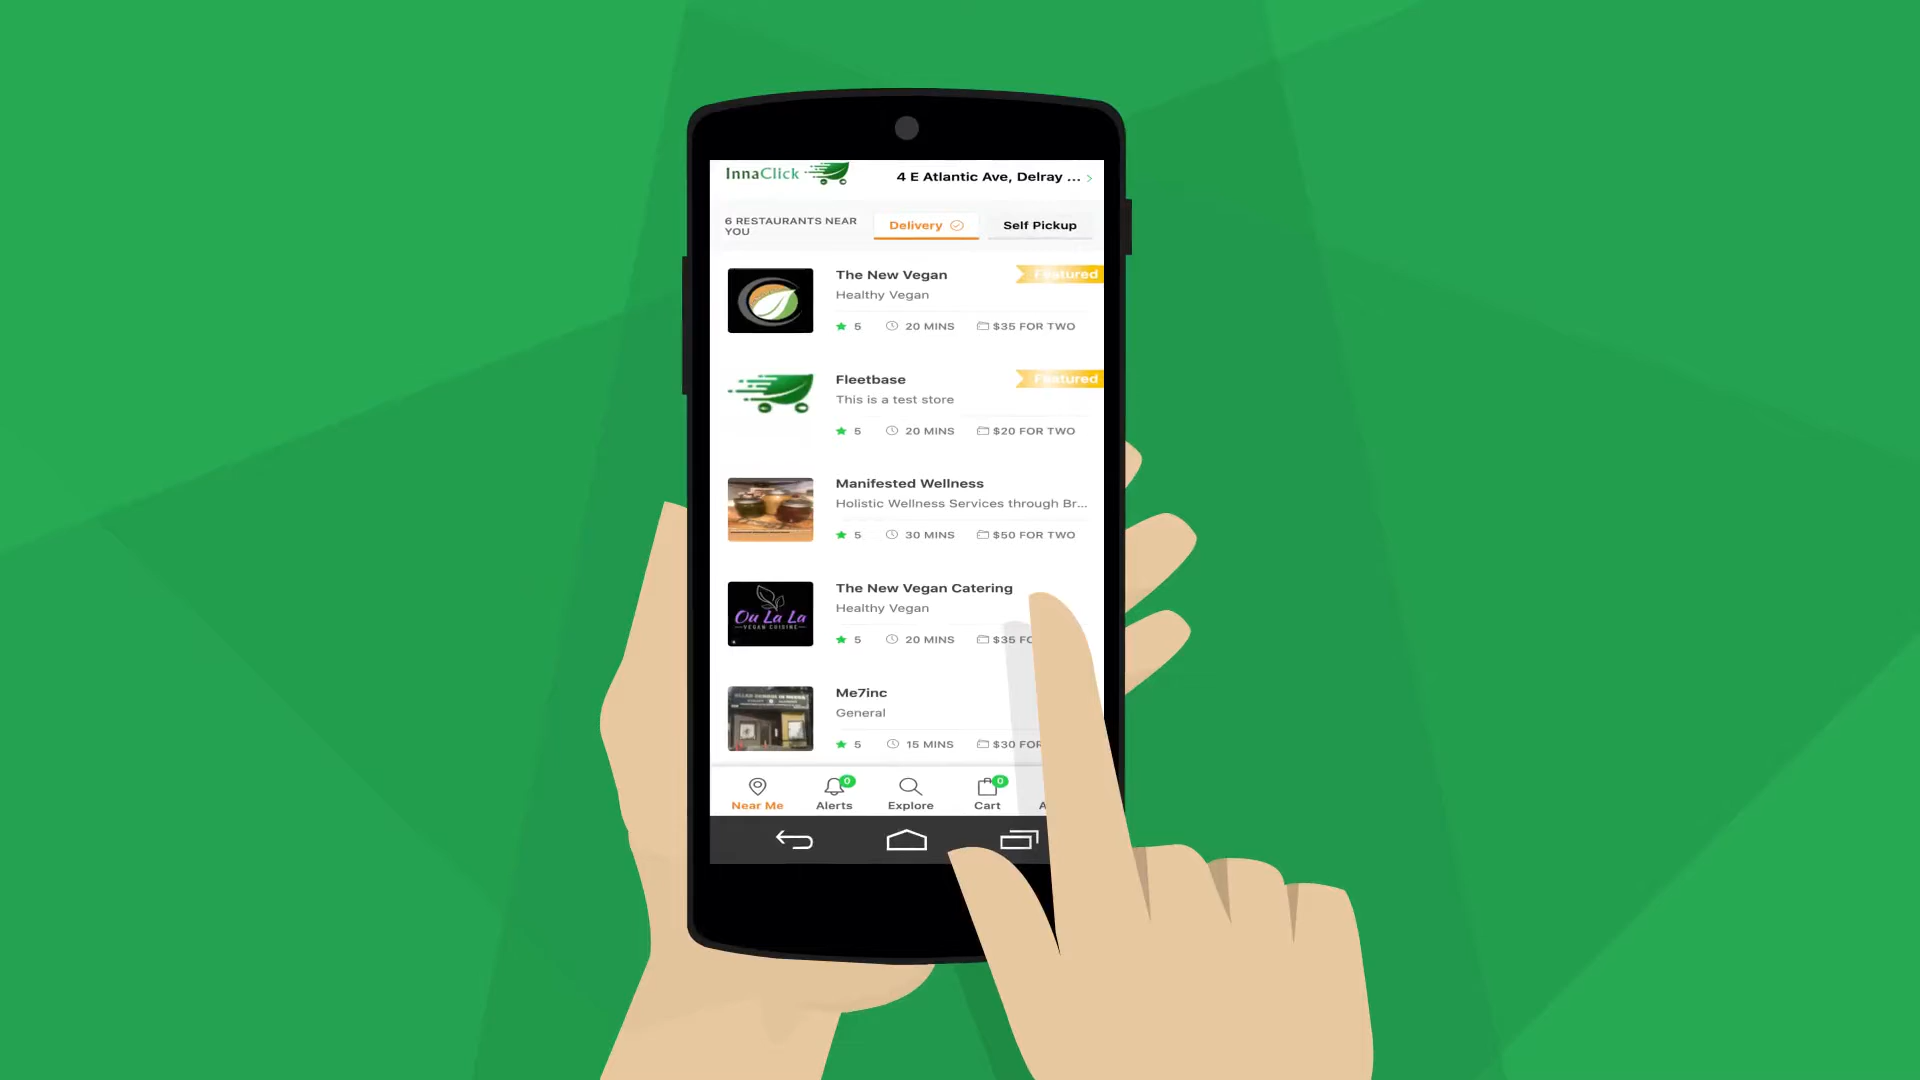 InnaClick
4 E Atlantic Ave, Delray ...
6 RESTAURANTS NEAR
YOU
Delivery
Self Pickup
The New Vegan
Featured
Healthy Vegan
5 20 MINS $35 FOR TWO
Fleetbase
Featured
This is a test store
5 20 MINS $20 FOR TWO
Manifested Wellness
Holistic Wellness Services through Br...
5 30 MINS $50 FOR TWO
Ou La La
VEGAN CUISINE
The New Vegan Catering
Healthy Vegan
5 20 MINS $35 FO
Me7inc
General
5 15 MINS $30 FOR
0 0
Near Me Alerts Explore Cart A